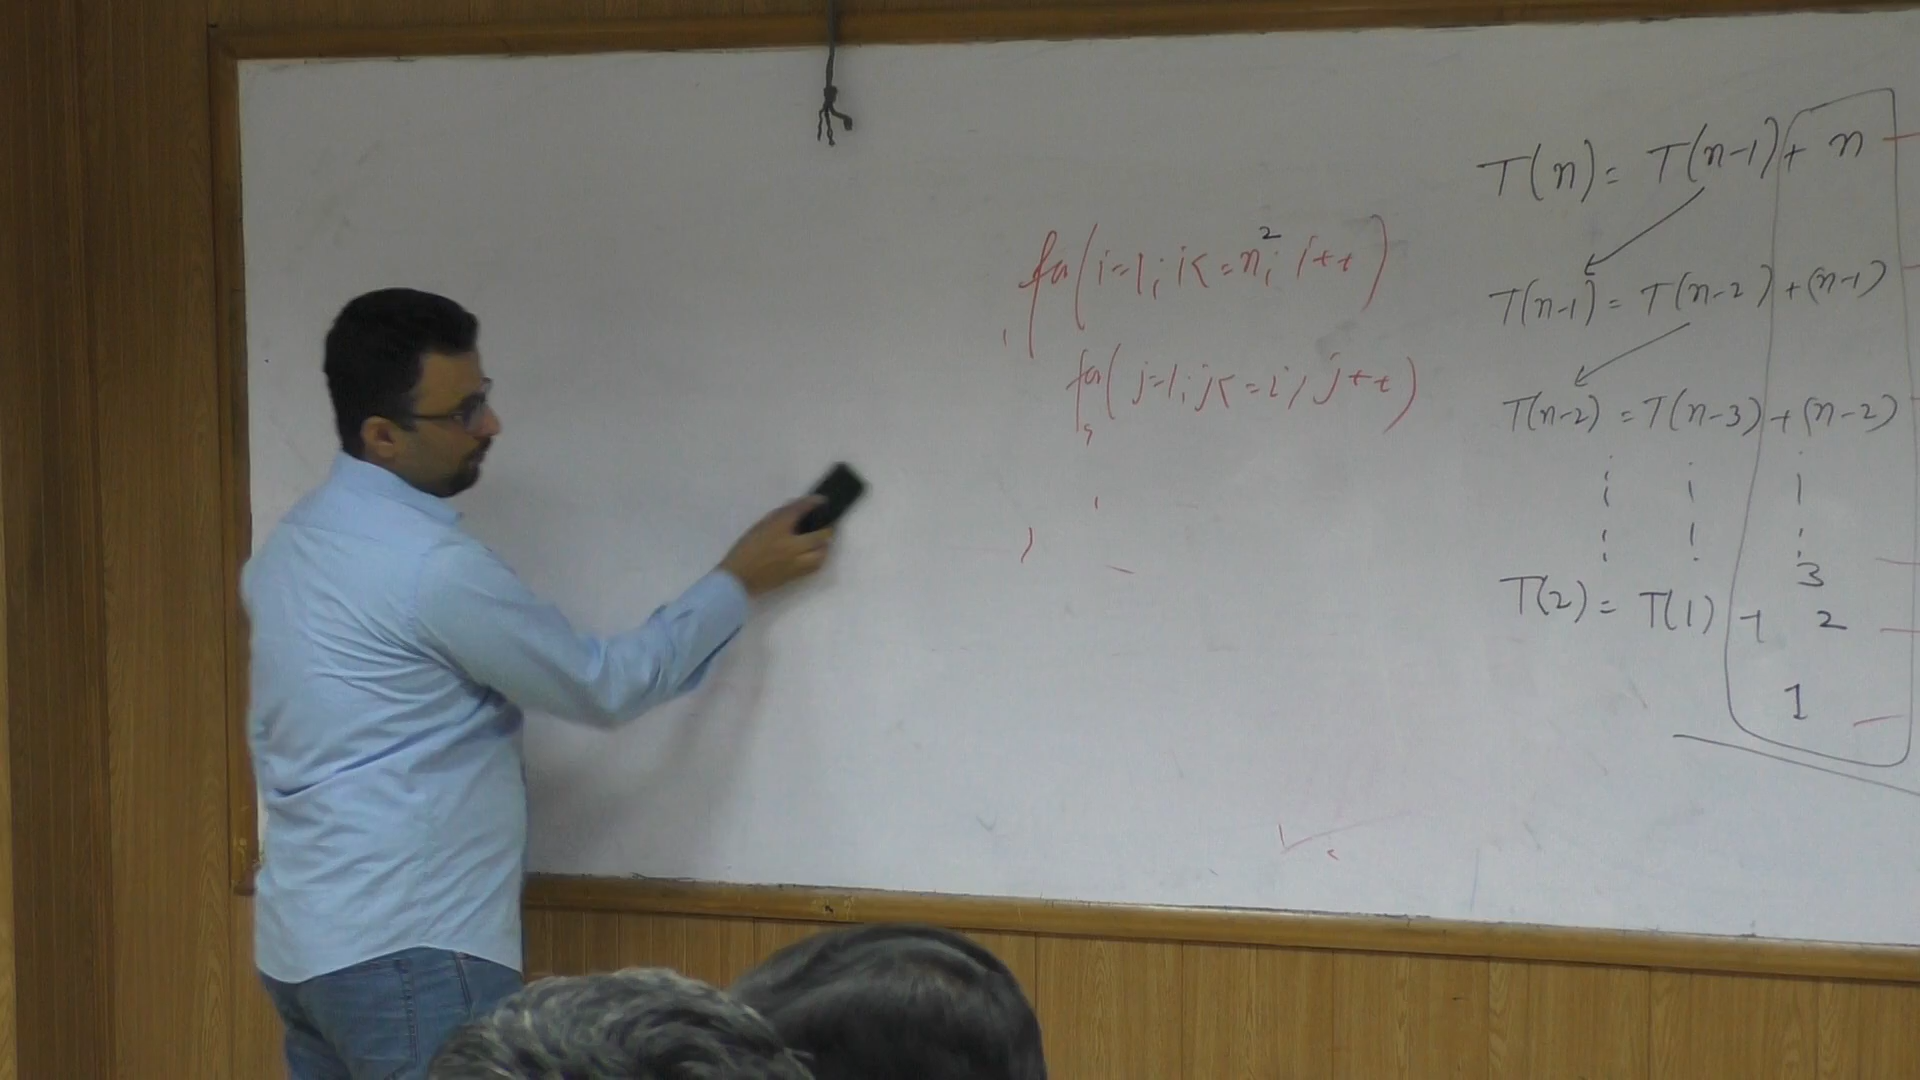 for(i=1; i<=n²; i++)
for(j=1; j<=i; j++)
T(n) = T(n-1) + n
T(n-1) = T(n-2) + (n-1)
T(n-2) = T(n-3) + (n-2)
3
T(2) = T(1) + 2
1